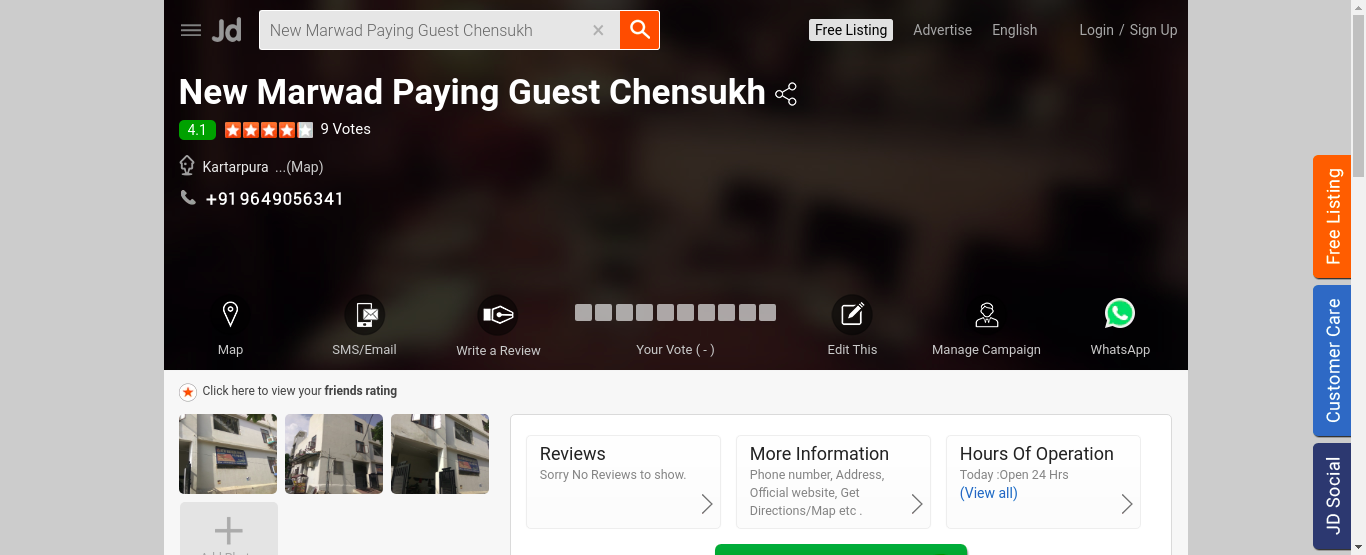 Jd
New Marwad Paying Guest Chensukh
Free Listing
Advertise
English
Login / Sign Up
New Marwad Paying Guest Chensukh
4.1
9 Votes
Kartarpura ...(Map)
+919649056341
Map
SMS/Email
Write a Review
Your Vote ( - )
Edit This
Manage Campaign
WhatsApp
Click here to view your friends rating
Reviews
Sorry No Reviews to show.
More Information
Phone number, Address,
Official website, Get
Directions/Map etc .
Hours Of Operation
Today :Open 24 Hrs
(View all)
Free Listing
Customer Care
JD Social